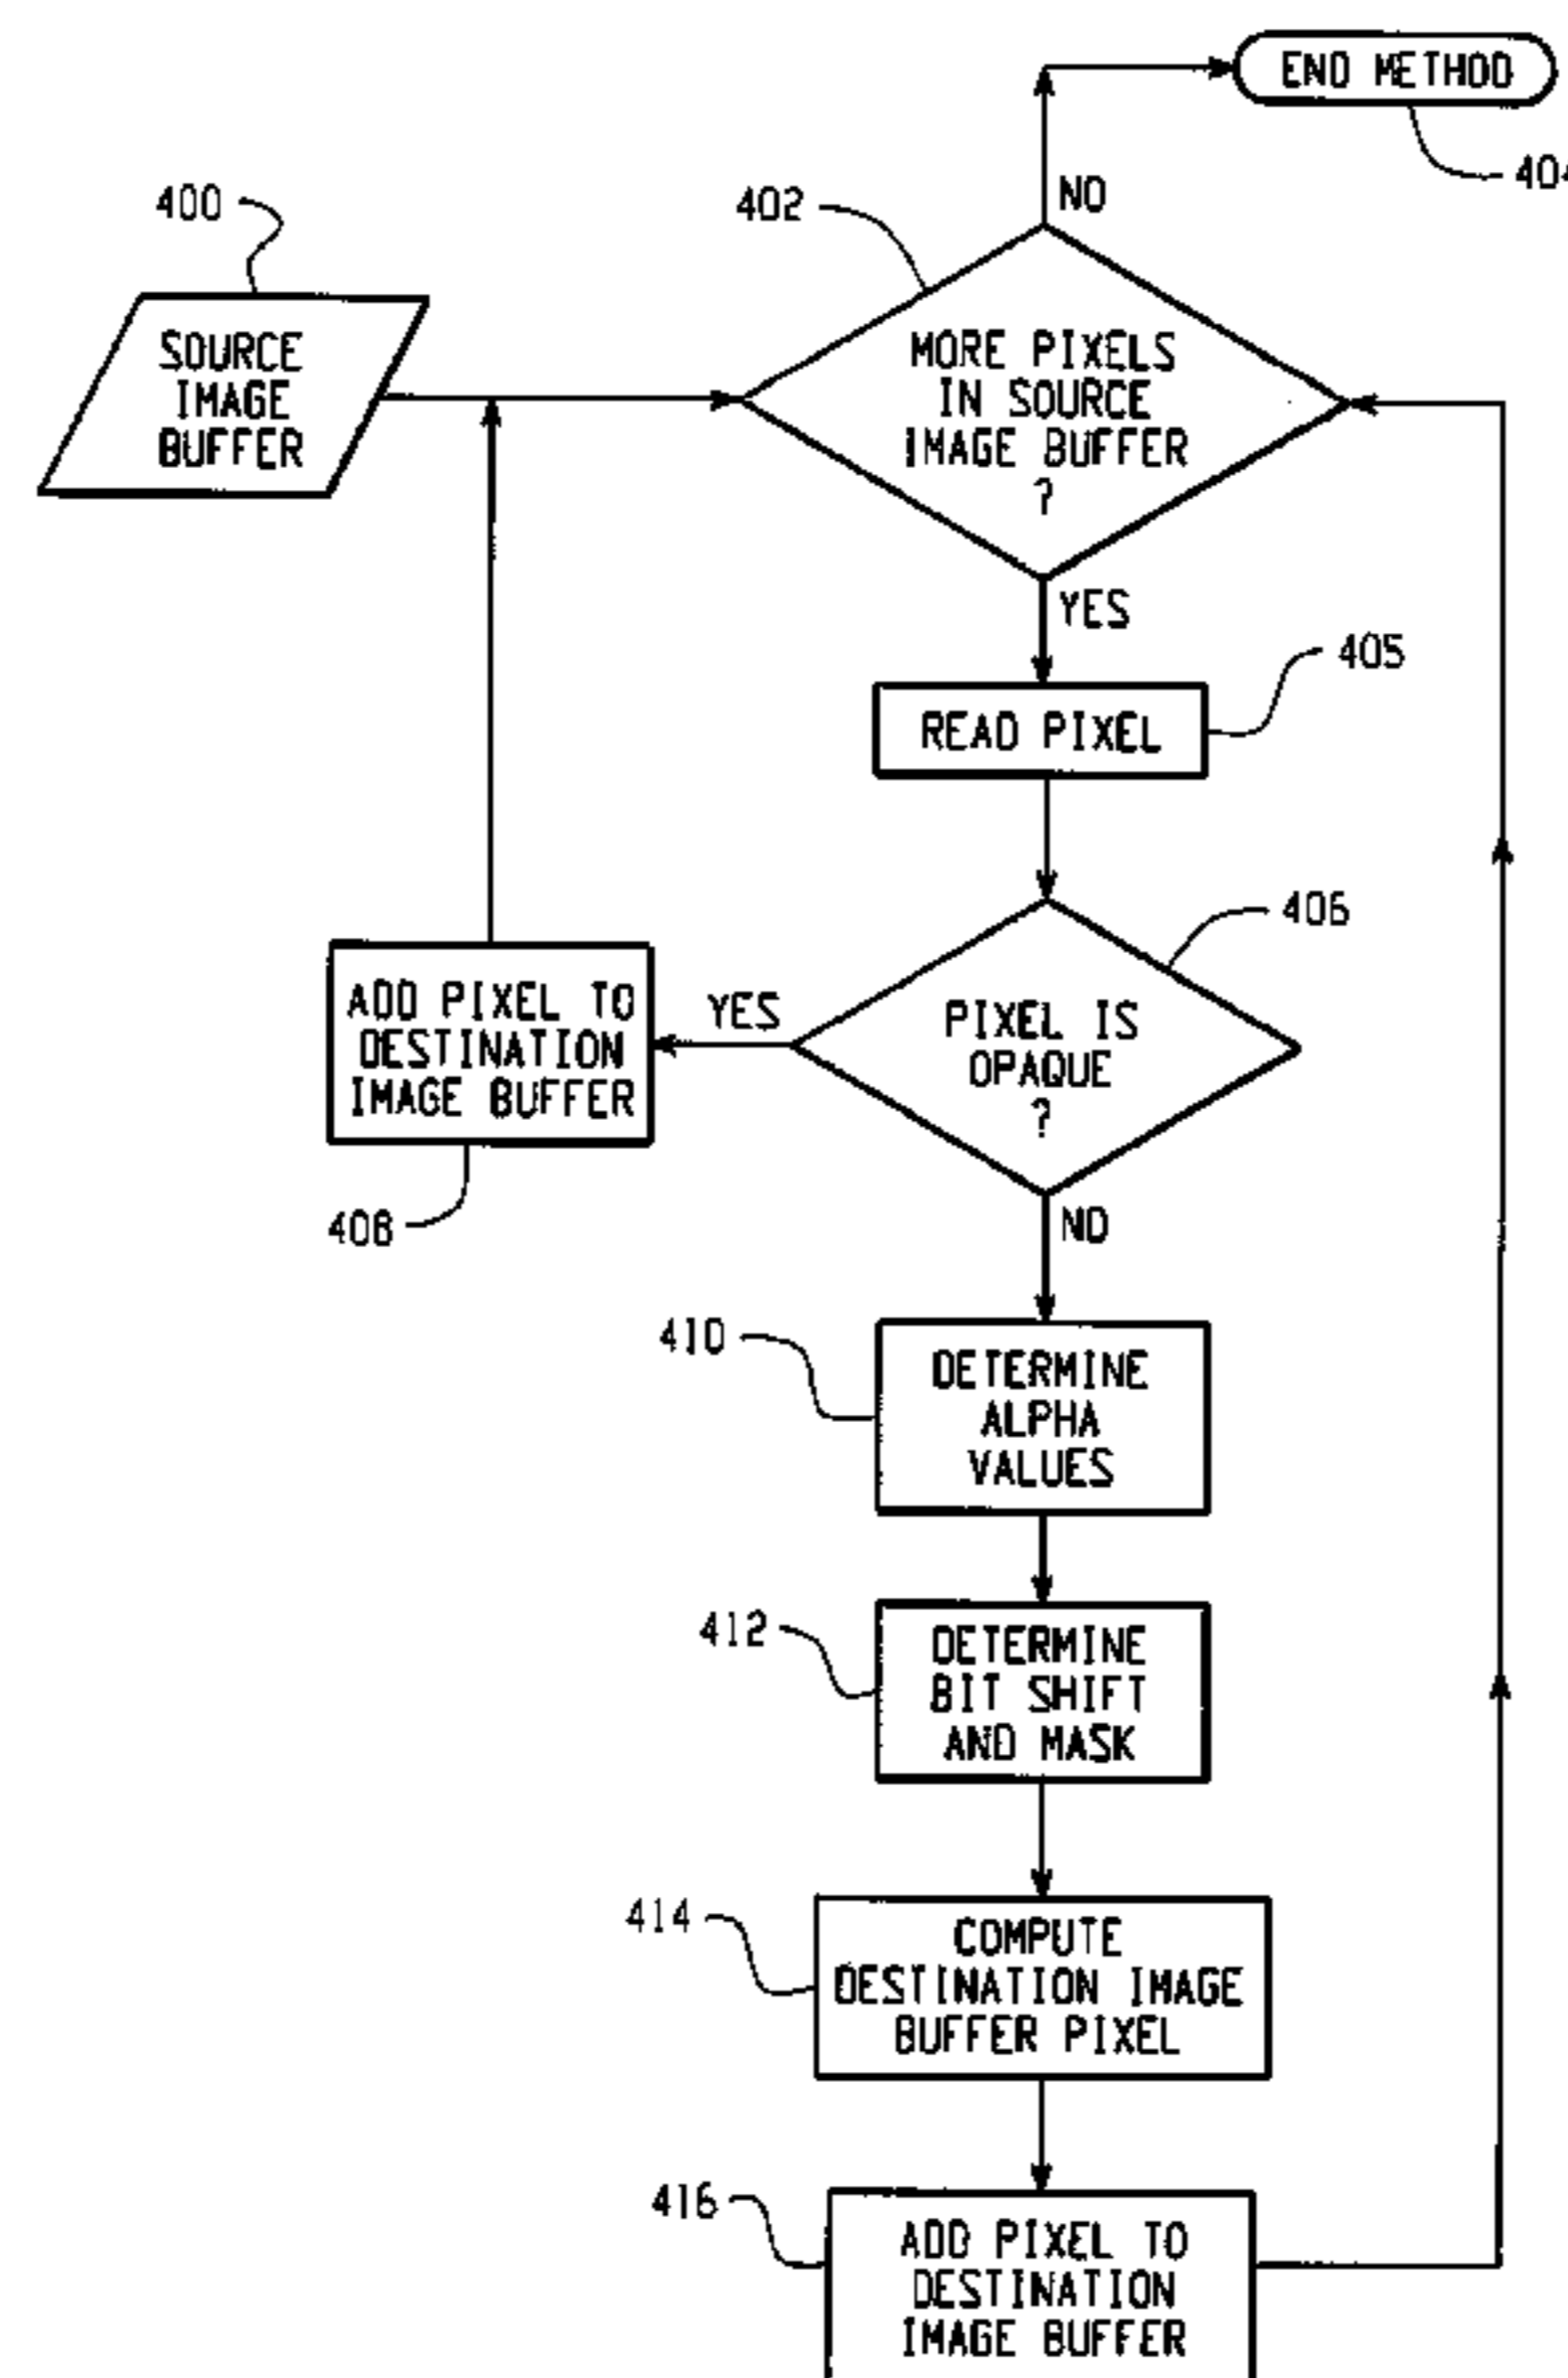 END METHOD
404
400
402
NO
SOURCE
IMAGE
BUFFER
MORE PIXELS
IN SOURCE
IMAGE BUFFER
?
YES
405
READ PIXEL
406
ADD PIXEL TO
DESTINATION
IMAGE BUFFER
YES
PIXEL IS
OPAQUE
?
408
NO
410
DETERMINE
ALPHA
VALUES
412
DETERMINE
BIT SHIFT
AND MASK
414
COMPUTE
DESTINATION IMAGE
BUFFER PIXEL
416
ADD PIXEL TO
DESTINATION
IMAGE BUFFER